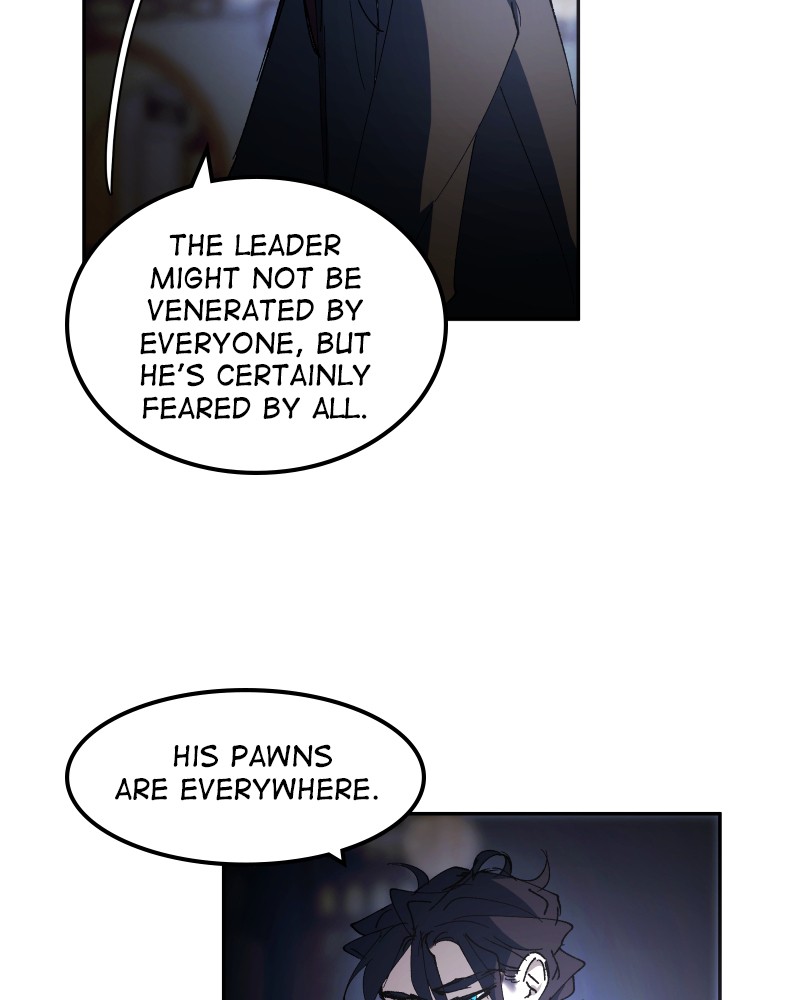 THE LEADER
MIGHT NOT BE
VENERATED BY
EVERYONE, BUT
HE'S CERTAINLY
FEARED BY ALL.
HIS PAWNS
ARE EVERYWHERE.